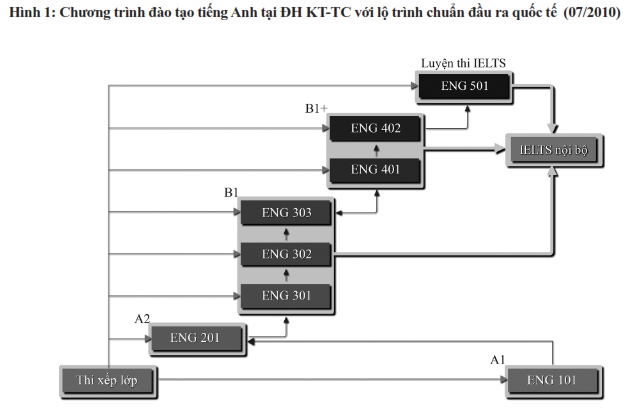 Hình 1: Chương trình đào tạo tiếng Anh tại ĐH KT-TC với lộ trình chuẩn đầu ra quốc tế (07/2010)
Luyện thi IELTS
ENG 501
B1+
ENG 402
IELTS nội bộ
ENG 401
B1
ENG 303
ENG 302
ENG 301
A2
ENG 201
A1
Thi xếp lớp
ENG 101